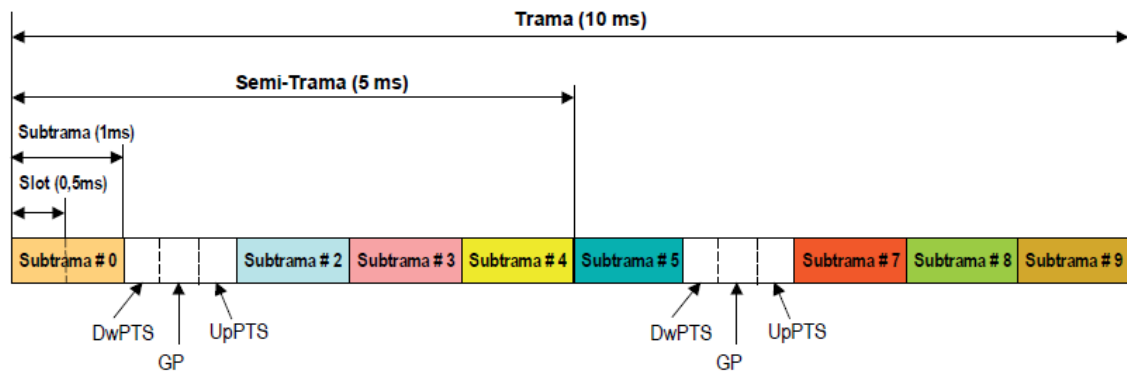 Trama (10 ms)
Semi-Trama (5 ms)
Subtrama (1ms)
Slot (0,5ms)
Subtrama # 0 Subtrama # 2 Subtrama # 3 Subtrama # 4 Subtrama # 5 Subtrama # 7 Subtrama # 8 Subtrama # 9
DwPTS UpPTS DwPTS UpPTS
GP GP